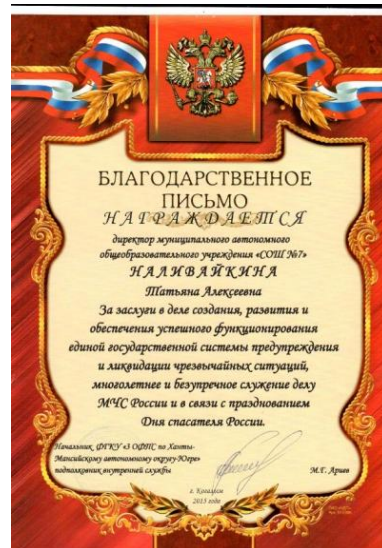 БЛАГОДАРСТВЕННОЕ
ПИСЬМО
НАГРАЖДАЕТСЯ
директор муниципального автономного
общеобразовательного учреждения «СОШ №7»
НАЛИВАЙКИНА
Татьяна Алексеевна
За заслуги в деле создания, развития и
обеспечения успешного функционирования
единой государственной системы предупреждения
и ликвидации чрезвычайных ситуаций,
многолетнее и безупречное служение делу
МЧС России и в связи с празднованием
Дня спасателя России.
Начальник ФГКУ «3 ОФПС по Ханты-
Мансийскому автономному округу-Югре»
подполковник внутренней службы
М.Г. Ариев
г. Когалым
2013 года